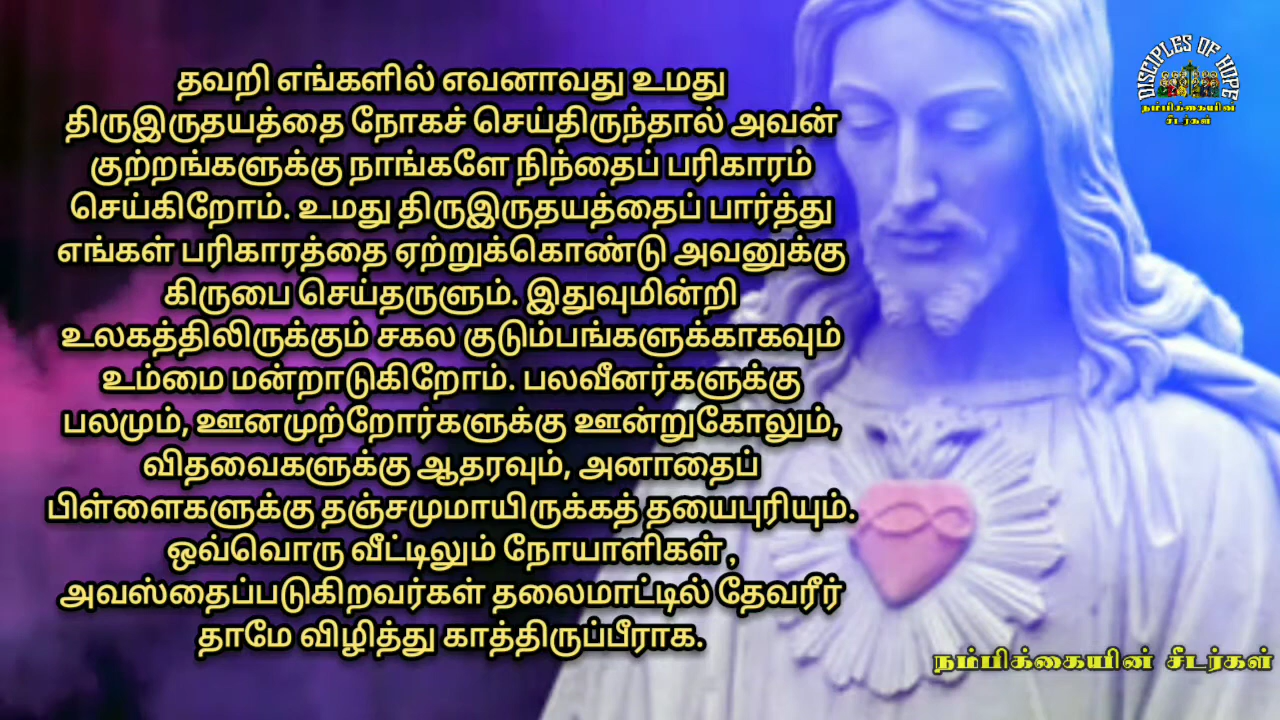 தவறி எங்களில் எவனாவது உமது
திருஇருதயத்தை நோகச் செய்திருந்தால் அவன்
குற்றங்களுக்கு நாங்களே நிந்தைப் பரிகாரம்
செய்கிறோம். உமது திருஇருதயத்தைப் பார்த்து
எங்கள் பரிகாரத்தை ஏற்றுக்கொண்டு அவனுக்கு
கிருபை செய்தருளும். இதுவுமின்றி
உலகத்திலிருக்கும் சகல குடும்பங்களுக்காகவும்
உம்மை மன்றாடுகிறோம். பலவீனர்களுக்கு
பலமும், ஊனமுற்றோர்களுக்கு ஊன்றுகோலும்,
விதவைகளுக்கு ஆதரவும், அனாதைப்
பிள்ளைகளுக்கு தஞ்சமுமாயிருக்கத் தயைபுரியும்.
ஒவ்வொரு வீட்டிலும் நோயாளிகள் ,
அவஸ்தைப்படுகிறவர்கள் தலைமாட்டில் தேவரீர்
தாமே விழித்து காத்திருப்பீராக.
DISCIPLES OF HOPE
நம்பிக்கையின்
சீடர்கள்
நம்பிக்கையின் சீடர்கள்